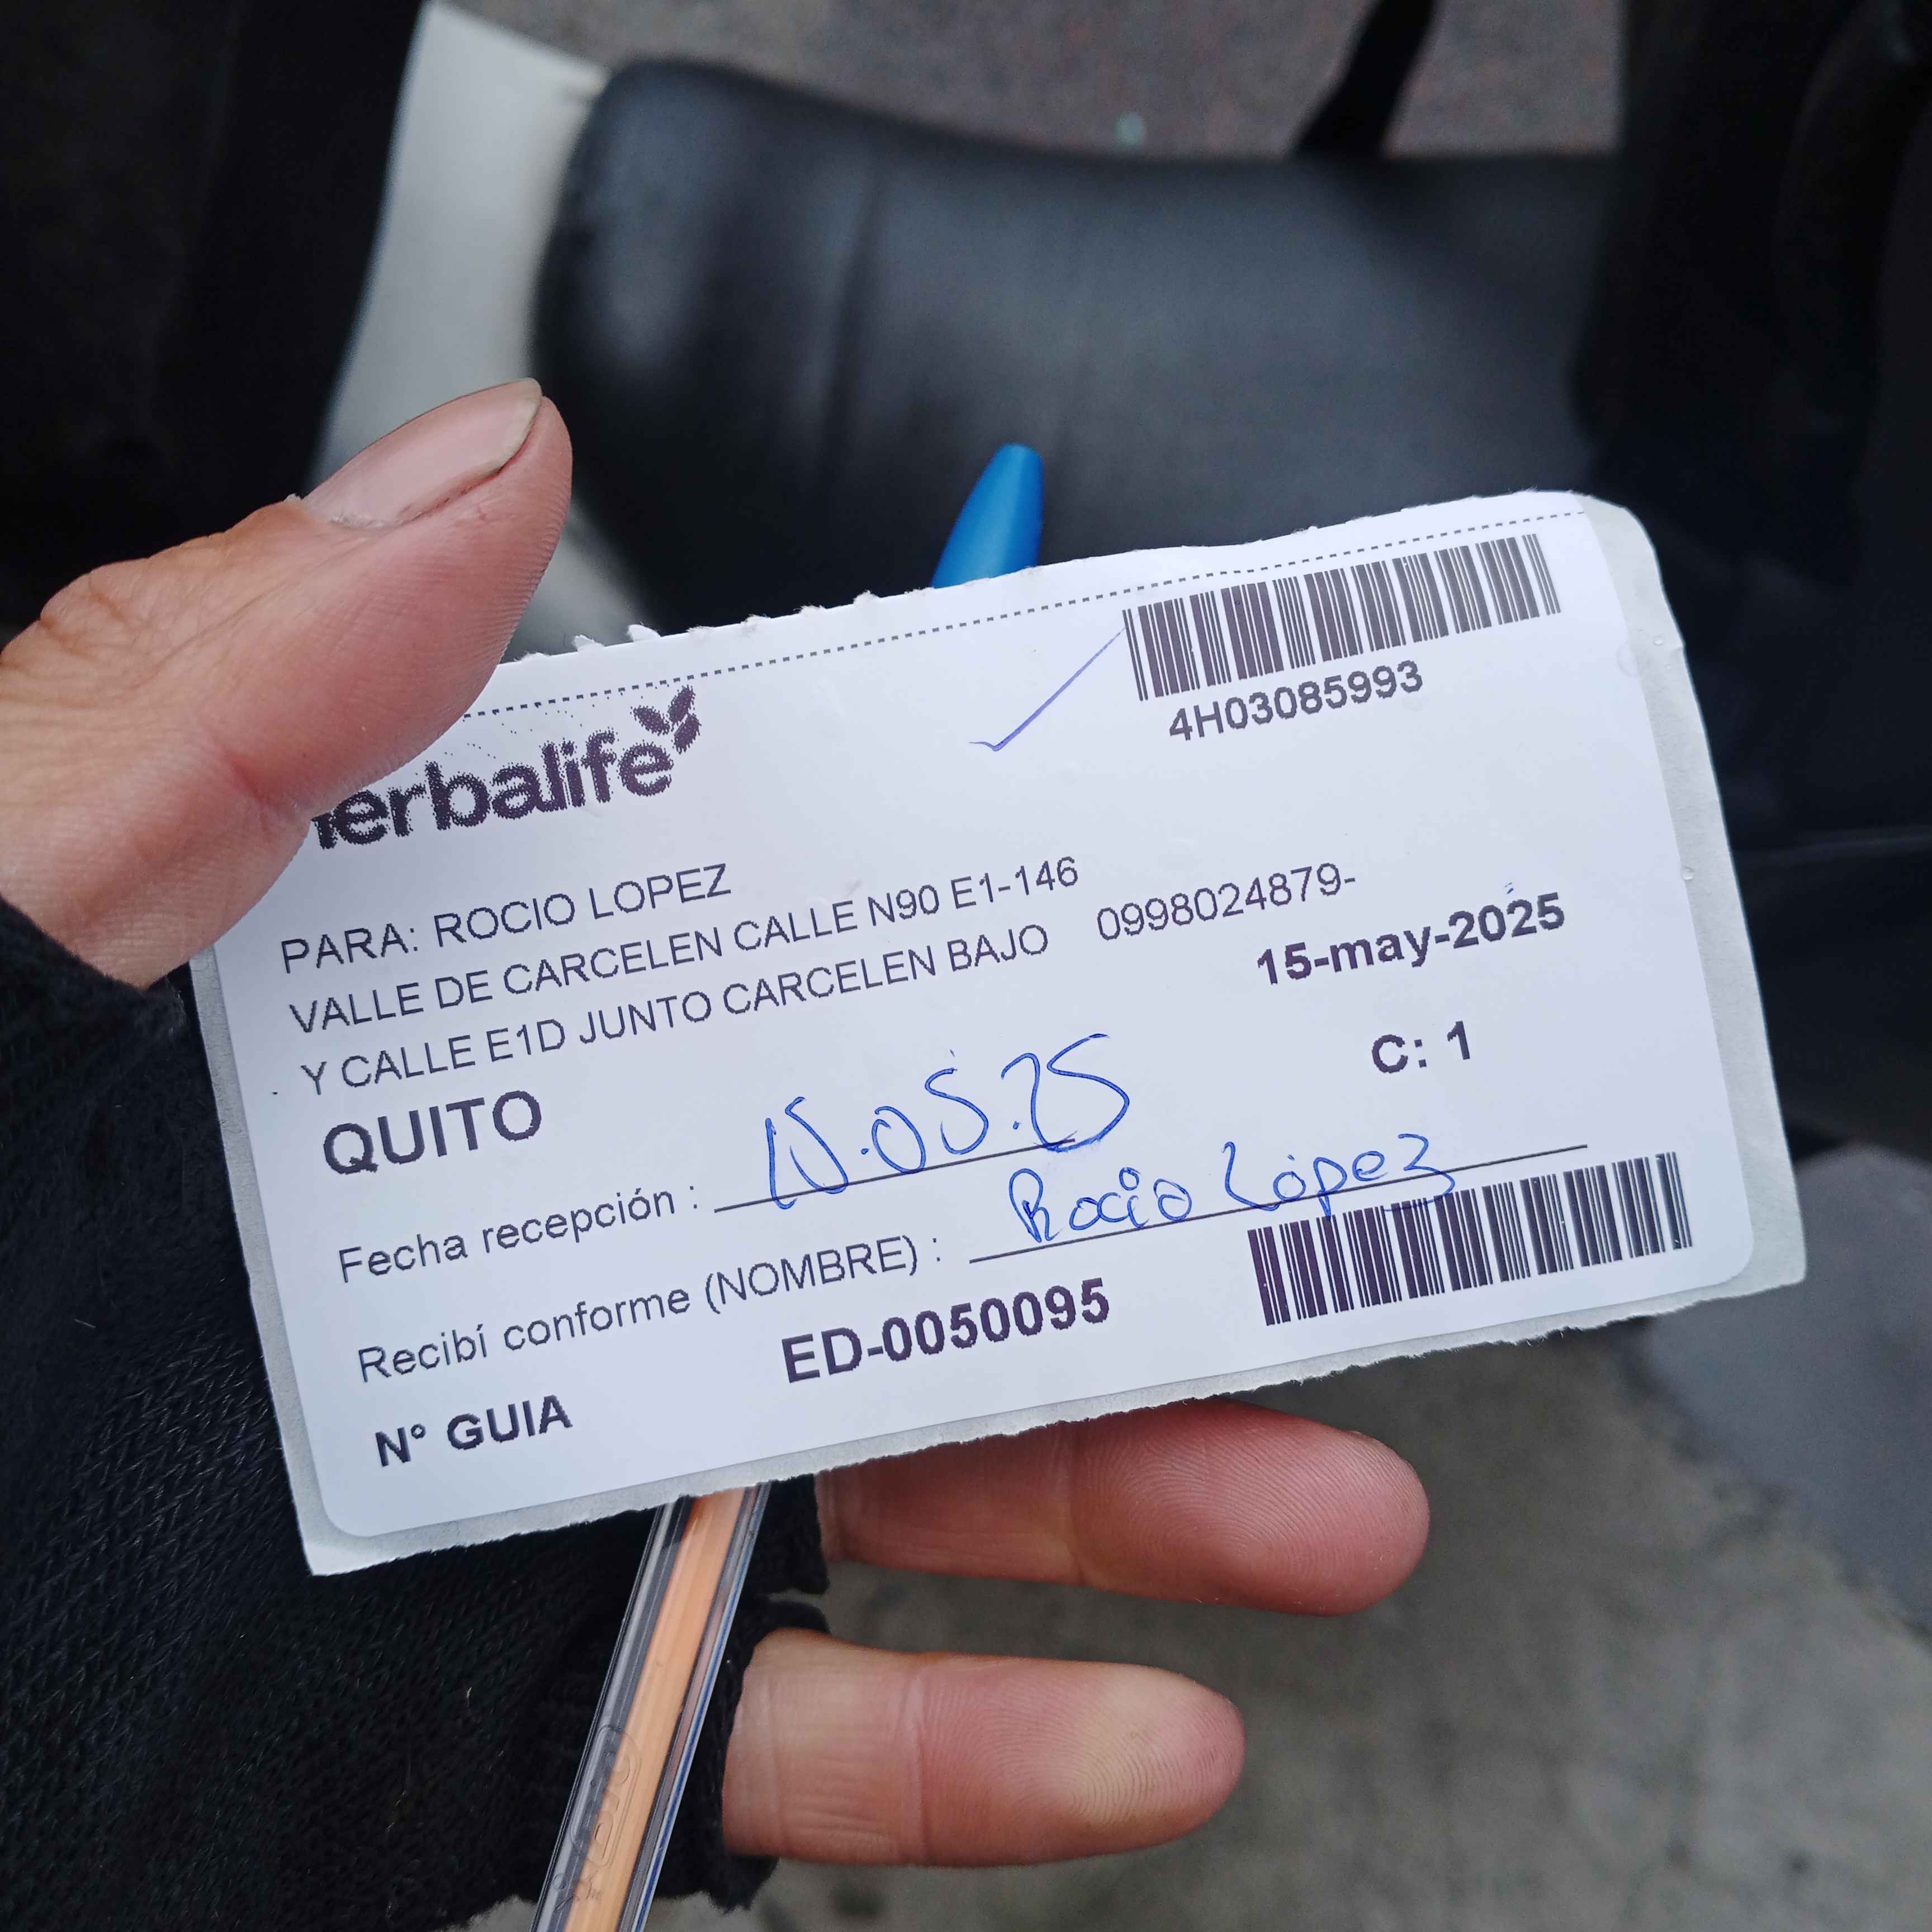 4H03085993
herbalife
PARA: ROCIO LOPEZ
VALLE DE CARCELEN CALLE N90 E1-146
Y CALLE E1D JUNTO CARCELEN BAJO 0998024879-
QUITO 15-may-2025
C: 1
Fecha recepción : 15.05.25
Recibí conforme (NOMBRE) : Rocio López
N° GUIA ED-0050095